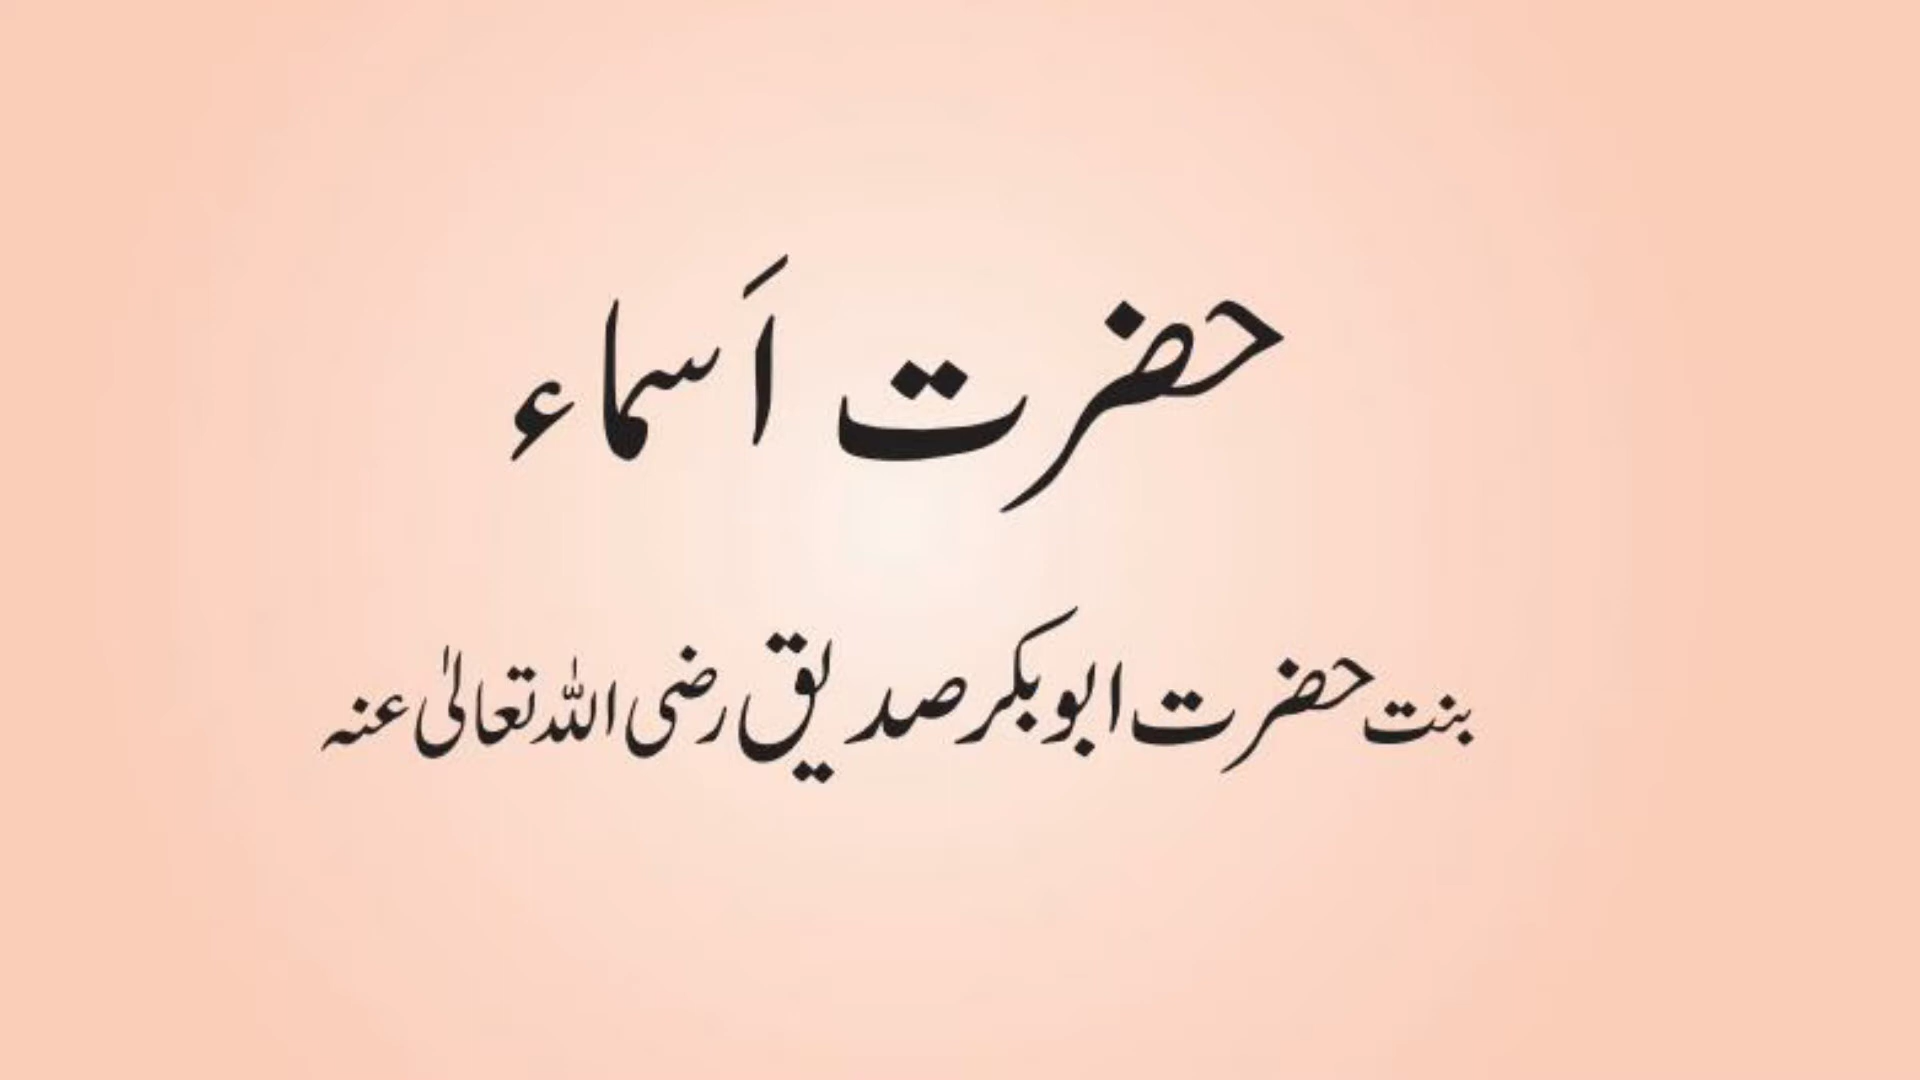 حضرت اَسماء
بنت حضرت ابوبکر صدیق رضی اللہ تعالیٰ عنہ